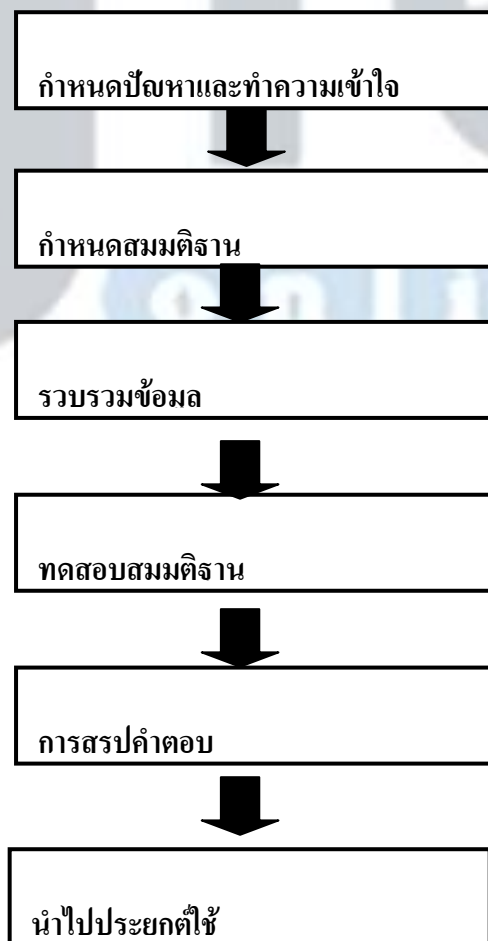 กำหนดปัญหาและทำความเข้าใจ
กำหนดสมมติฐาน
รวบรวมข้อมล
ทดสอบสมมติฐาน
การสรปคำตอบ
นำไปประยกต์ใช้